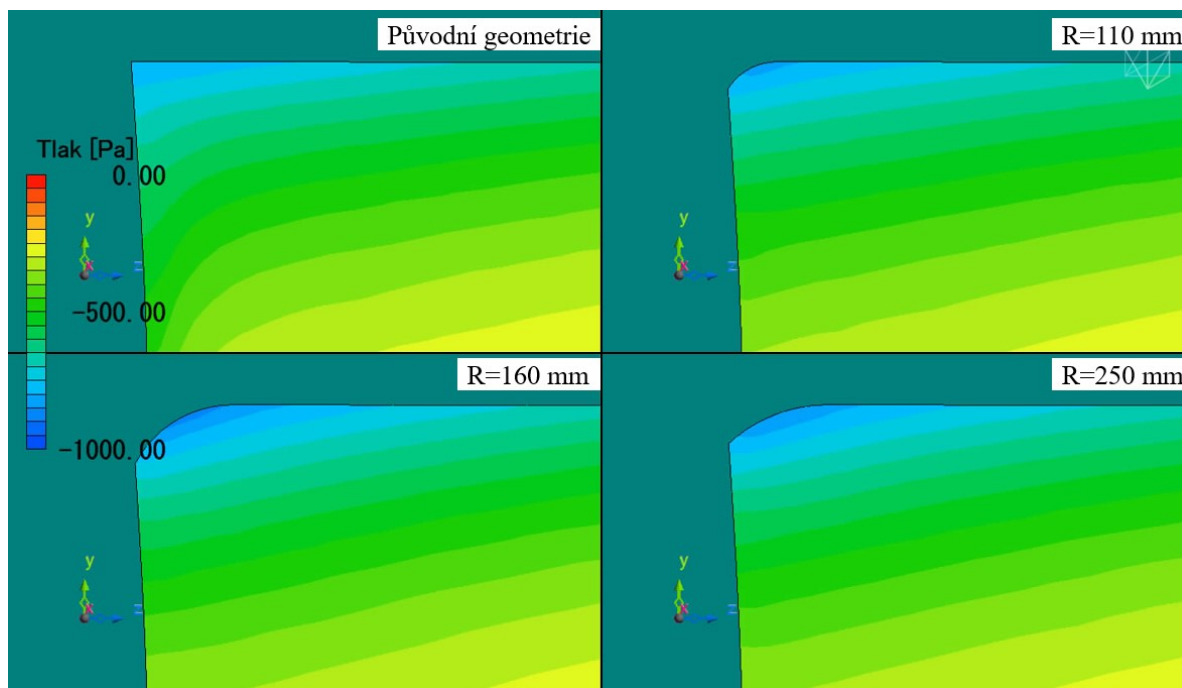 Původní geometrie
R=110 mm
Tlak [Pa]
0.00
y
x
z
y
x
z
-500.00
R=160 mm
R=250 mm
-1000.00
y
x
z
y
x
z